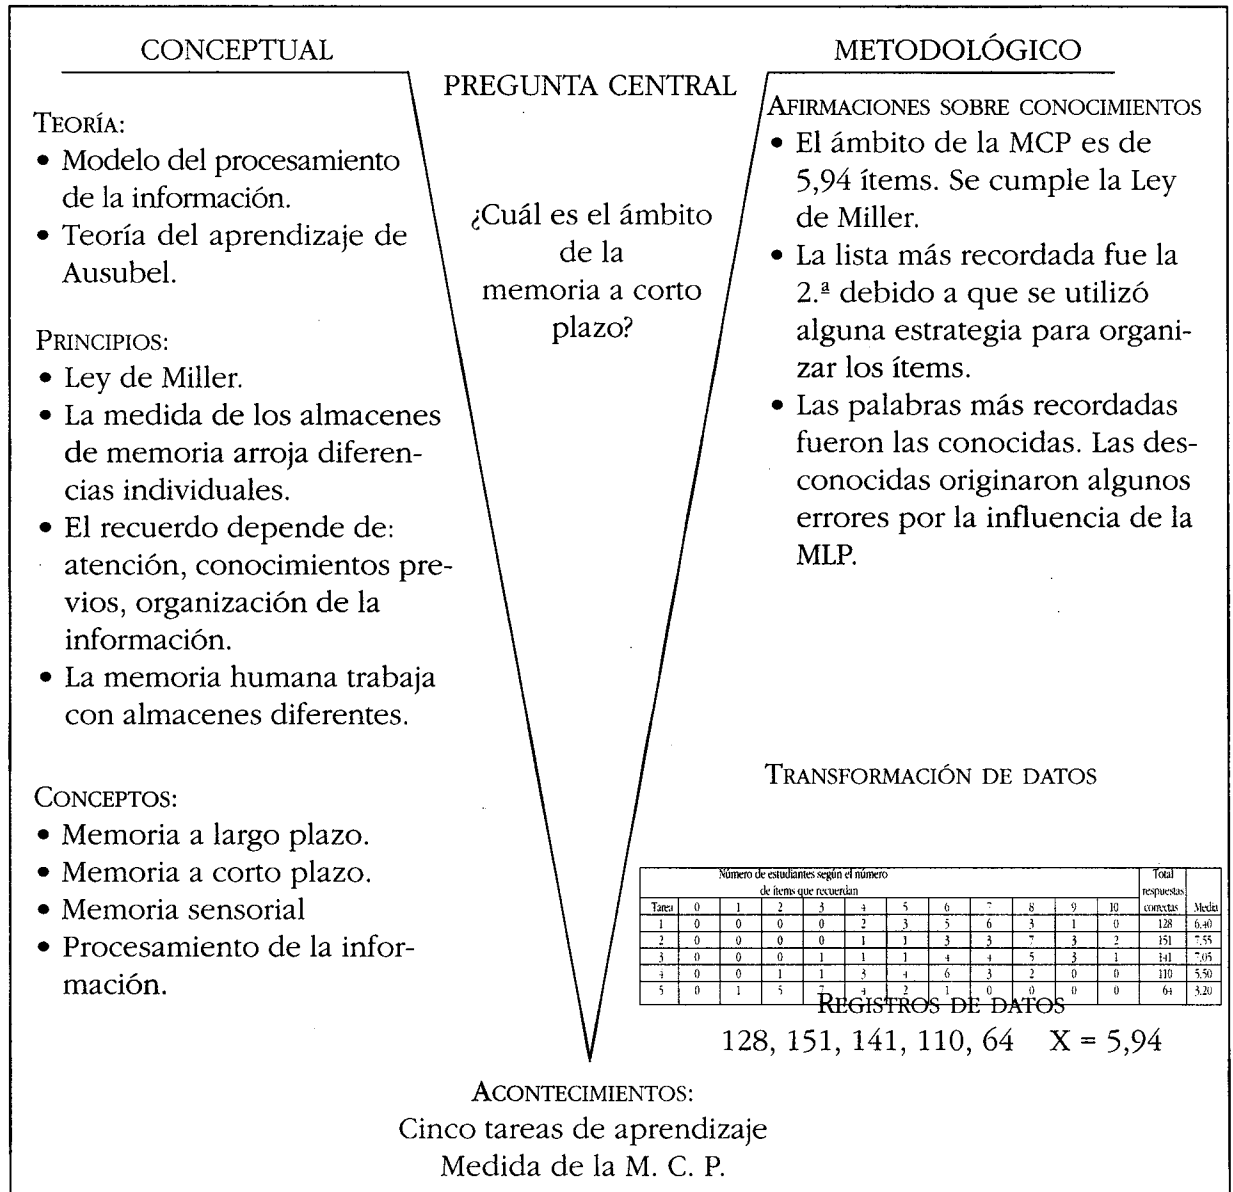 CONCEPTUAL
TEORÍA:
• Modelo del procesamiento
de la información.
• Teoría del aprendizaje de
Ausubel.
PRINCIPIOS:
• Ley de Miller.
• La medida de los almacenes
de memoria arroja diferen-
cias individuales.
• El recuerdo depende de:
atención, conocimientos pre-
vios, organización de la
información.
• La memoria humana trabaja
con almacenes diferentes.
CONCEPTOS:
• Memoria a largo plazo.
• Memoria a corto plazo.
• Memoria sensorial
• Procesamiento de la infor-
mación.
PREGUNTA CENTRAL
¿Cuál es el ámbito
de la
memoria a corto
plazo?
METODOLÓGICO
AFIRMACIONES SOBRE CONOCIMIENTOS
• El ámbito de la MCP es de
5,94 ítems. Se cumple la Ley
de Miller.
• La lista más recordada fue la
2.ª debido a que se utilizó
alguna estrategia para organi-
zar los ítems.
• Las palabras más recordadas
fueron las conocidas. Las des-
conocidas originaron algunos
errores por la influencia de la
MLP.
TRANSFORMACIÓN DE DATOS
Número de estudiantes según el número
de ítems que recuerdan
Total
respuestas
correctas
Media
Tarea 0 1 2 3 4 5 6 7 8 9 10
1 0 0 0 0 2 3 5 6 3 1 0 128 6.40
2 0 0 0 0 1 1 3 3 7 3 2 151 7.55
3 0 0 0 1 1 1 4 4 5 3 1 141 7.05
4 0 0 1 1 3 4 6 3 2 0 0 110 5.50
5 0 1 5 7 4 2 1 0 0 0 0 64 3.20
REGISTROS DE DATOS
128, 151, 141, 110, 64 X = 5,94
ACONTECIMIENTOS:
Cinco tareas de aprendizaje
Medida de la M. C. P.